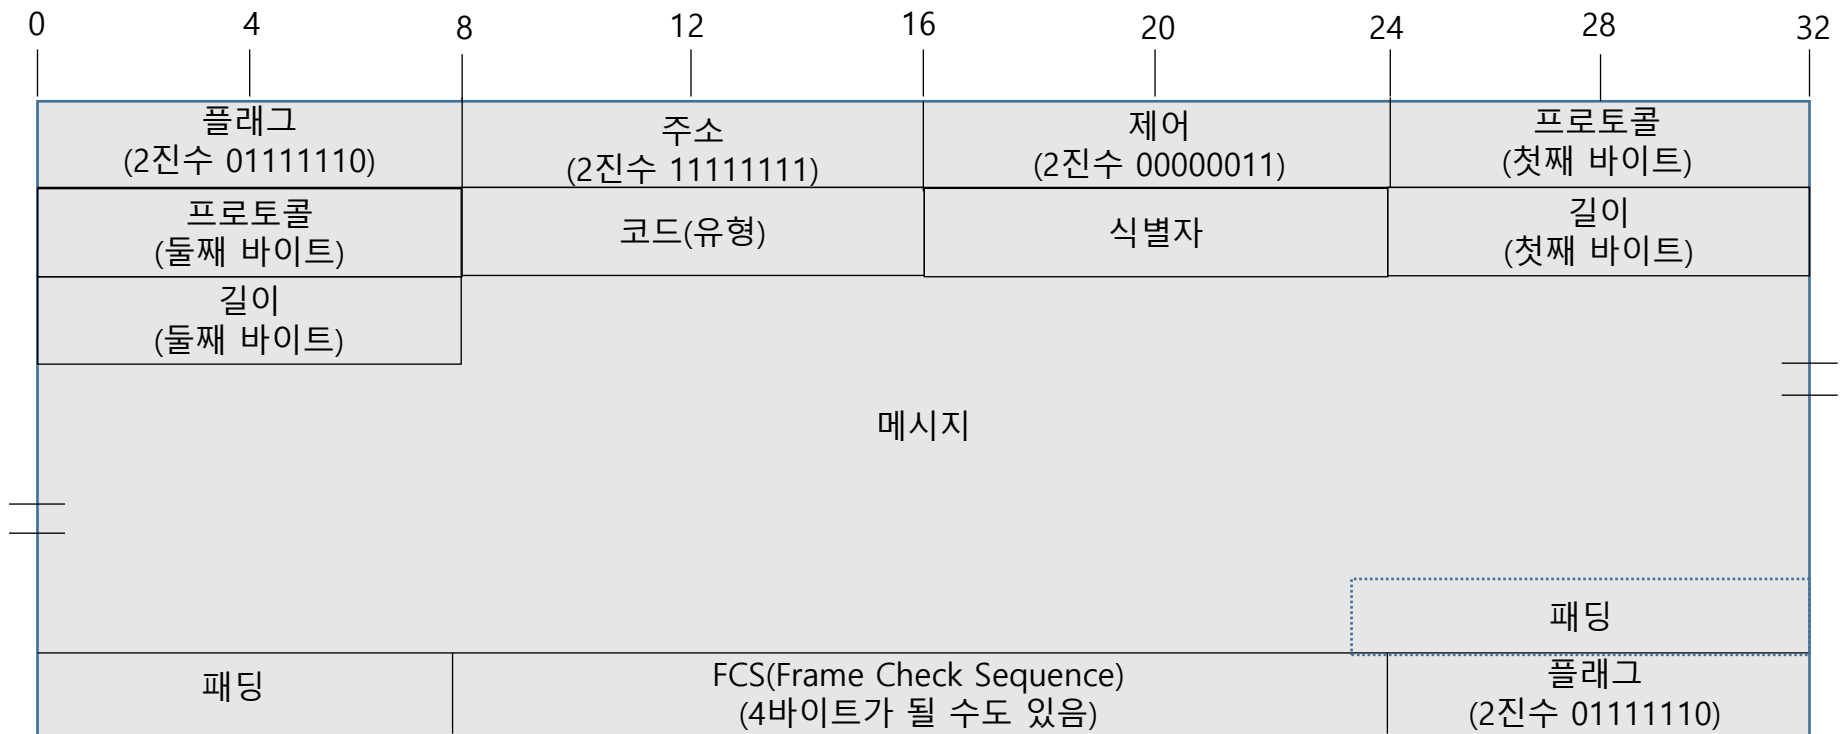 0 4 8 12 16 20 24 28 32
플래그
(2진수 01111110)
주소
(2진수 11111111)
제어
(2진수 00000011)
프로토콜
(첫째 바이트)
프로토콜
(둘째 바이트)
코드(유형)
식별자
길이
(첫째 바이트)
길이
(둘째 바이트)
메시지
패딩
패딩
FCS(Frame Check Sequence)
(4바이트가 될 수도 있음)
플래그
(2진수 01111110)